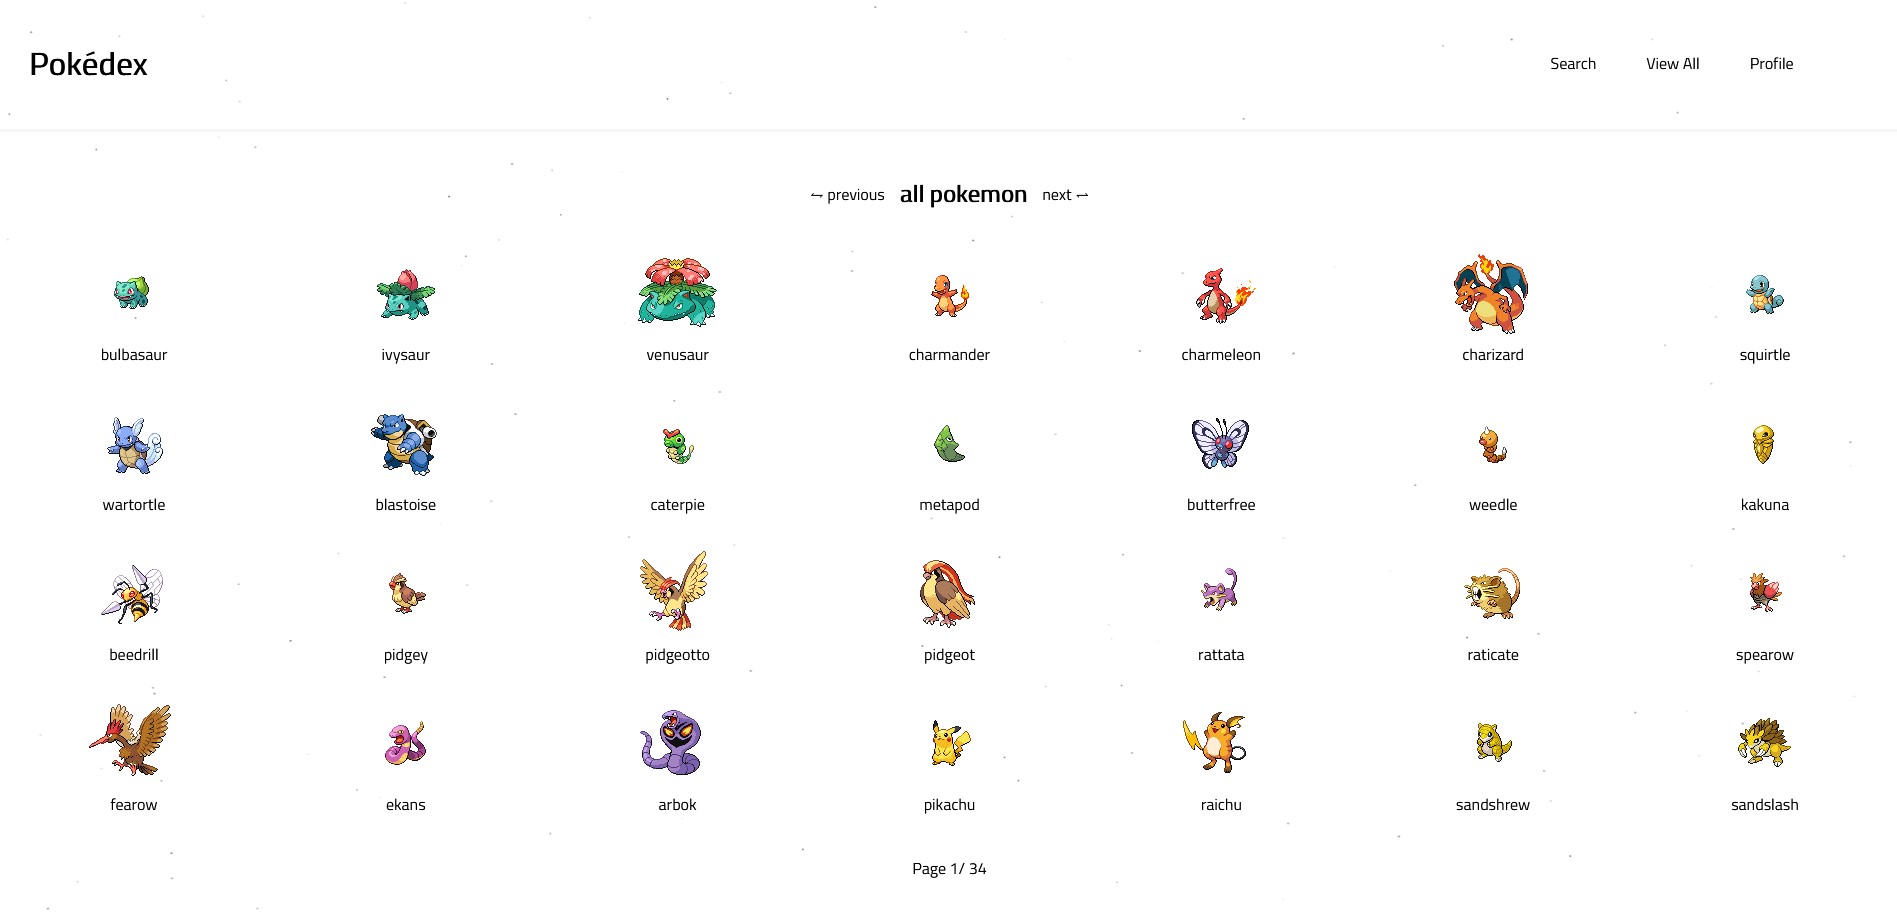 Pokédex
Search View All Profile
← previous all pokemon next →
bulbasaur ivysaur venusaur charmander charmeleon charizard squirtle
wartortle blastoise caterpie metapod butterfree weedle kakuna
beedrill pidgey pidgeotto pidgeot rattata raticate spearow
fearow ekans arbok pikachu raichu sandshrew sandslash
Page 1/ 34